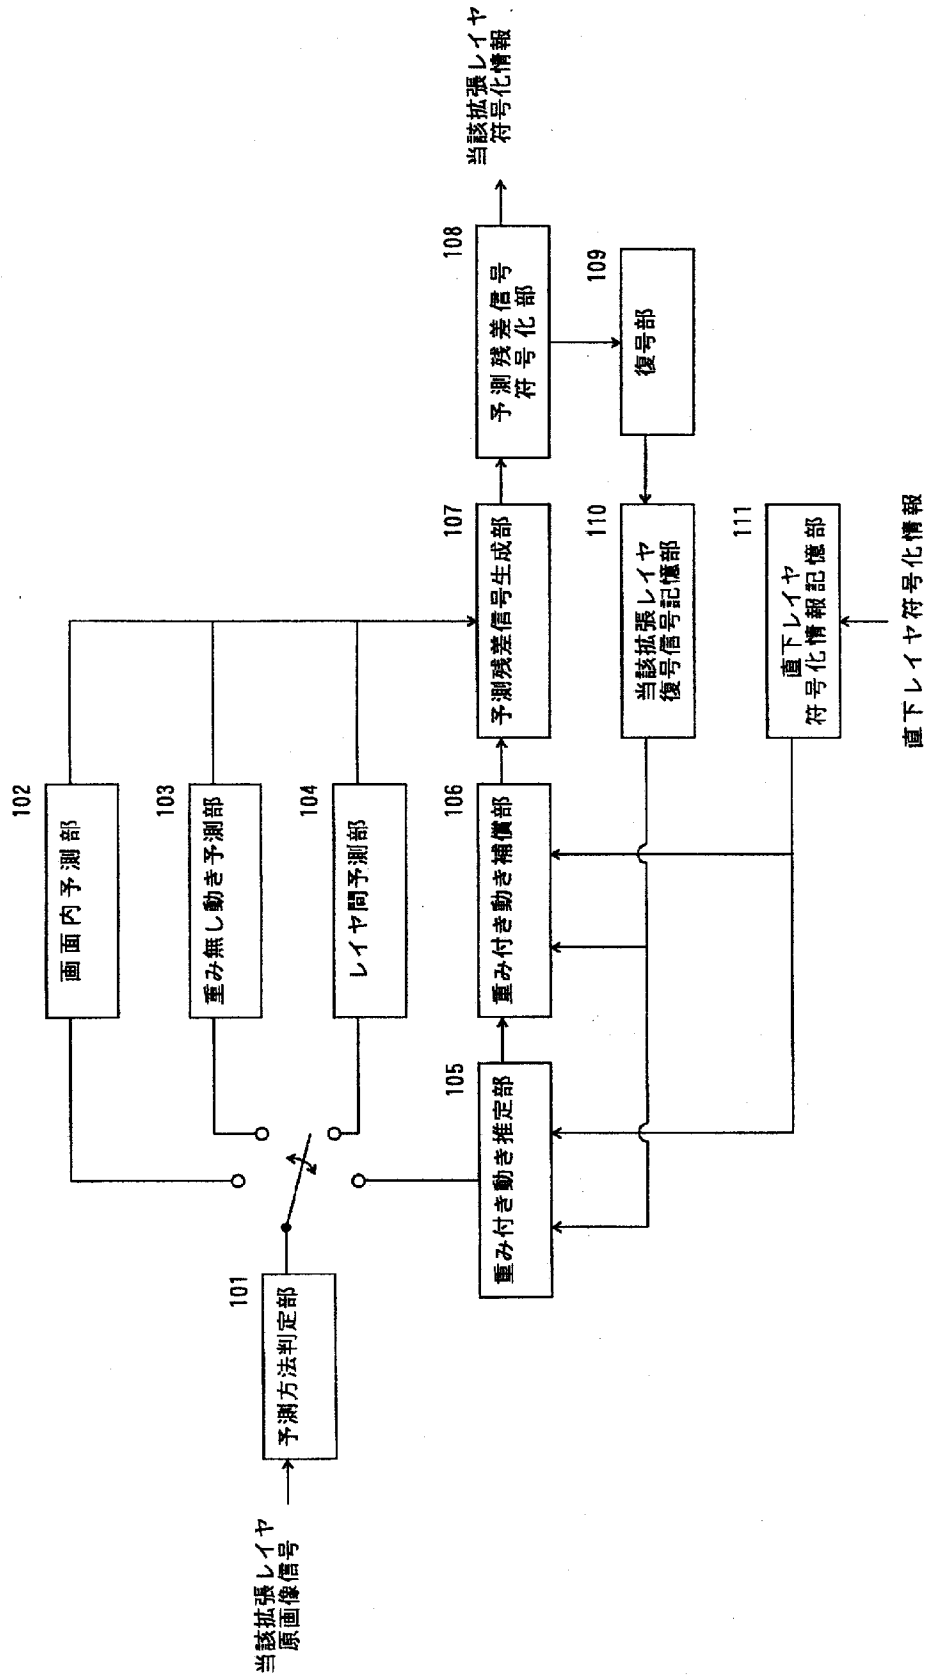 当該拡張レイヤ
原画像信号
101
予測方法判定部
102
画面内予測部
103
重み無し動き予測部
104
レイヤ間予測部
105
重み付き動き推定部
106
重み付き動き補償部
107
予測残差信号生成部
108
予測残差信号
符号化部
当該拡張レイヤ
符号化情報
109
復号部
110
当該拡張レイヤ
復号信号記憶部
111
直下レイヤ
符号化情報記憶部
直下レイヤ符号化情報